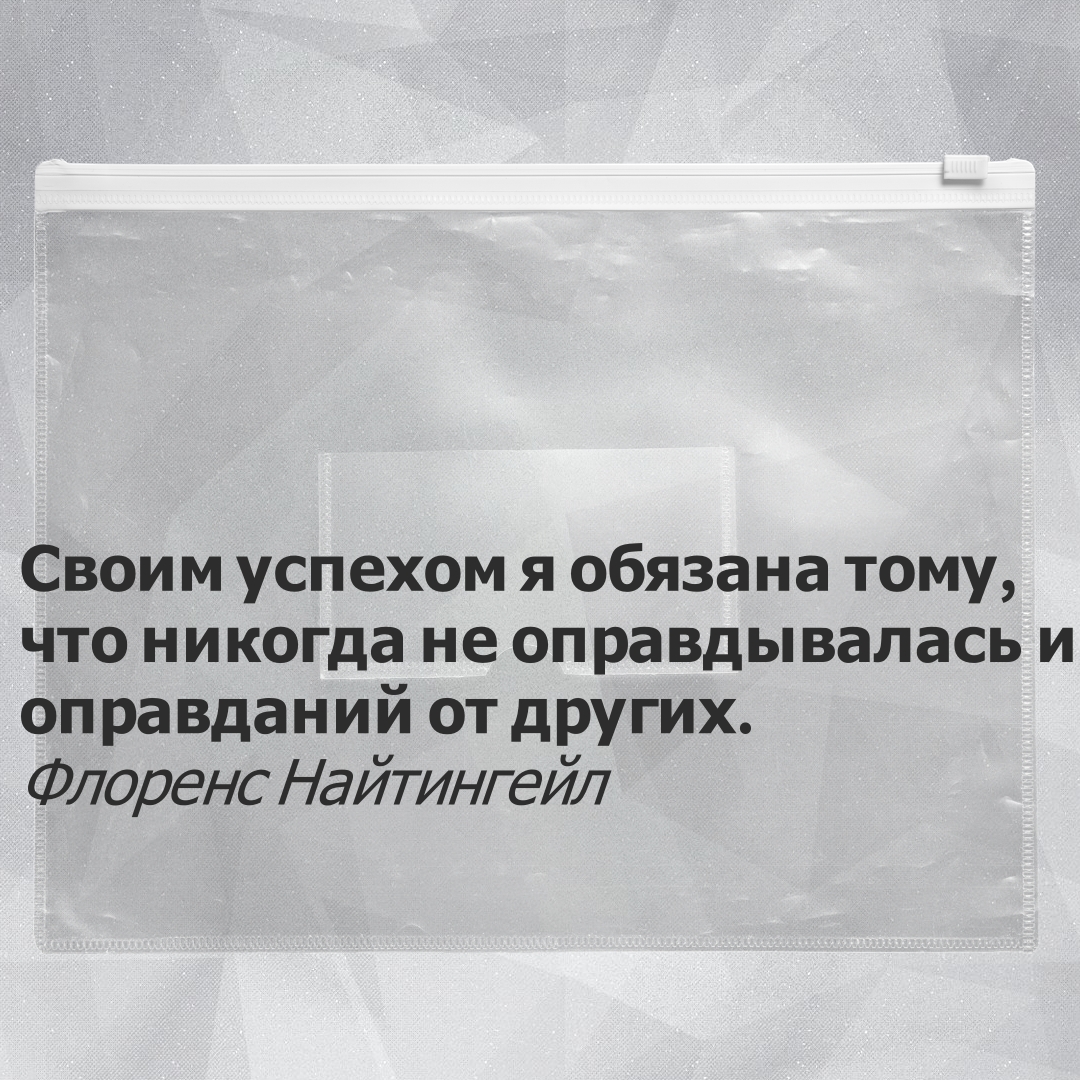 Своим успехом я обязана тому,
что никогда не оправдывалась и
оправданий от других.
Флоренс Найтингейл